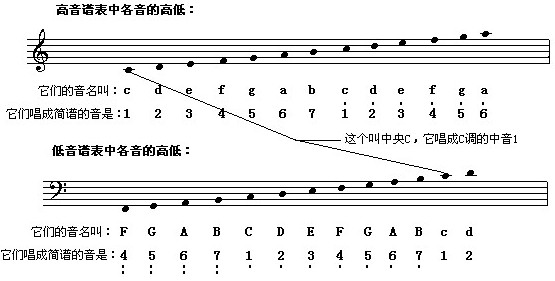 高音谱表中各音的高低：
它们的音名叫：c d e f g a b c d e f g a
它们唱成简谱的音是：1 2 3 4 5 6 7 1 2 3 4 5 6
这个叫中央C，它唱成C调的中音1
低音谱表中各音的高低：
它们的音名叫：F G A B C D E F G A B c d
它们唱成简谱的音是：4 5 6 7 1 2 3 4 5 6 7 1 2